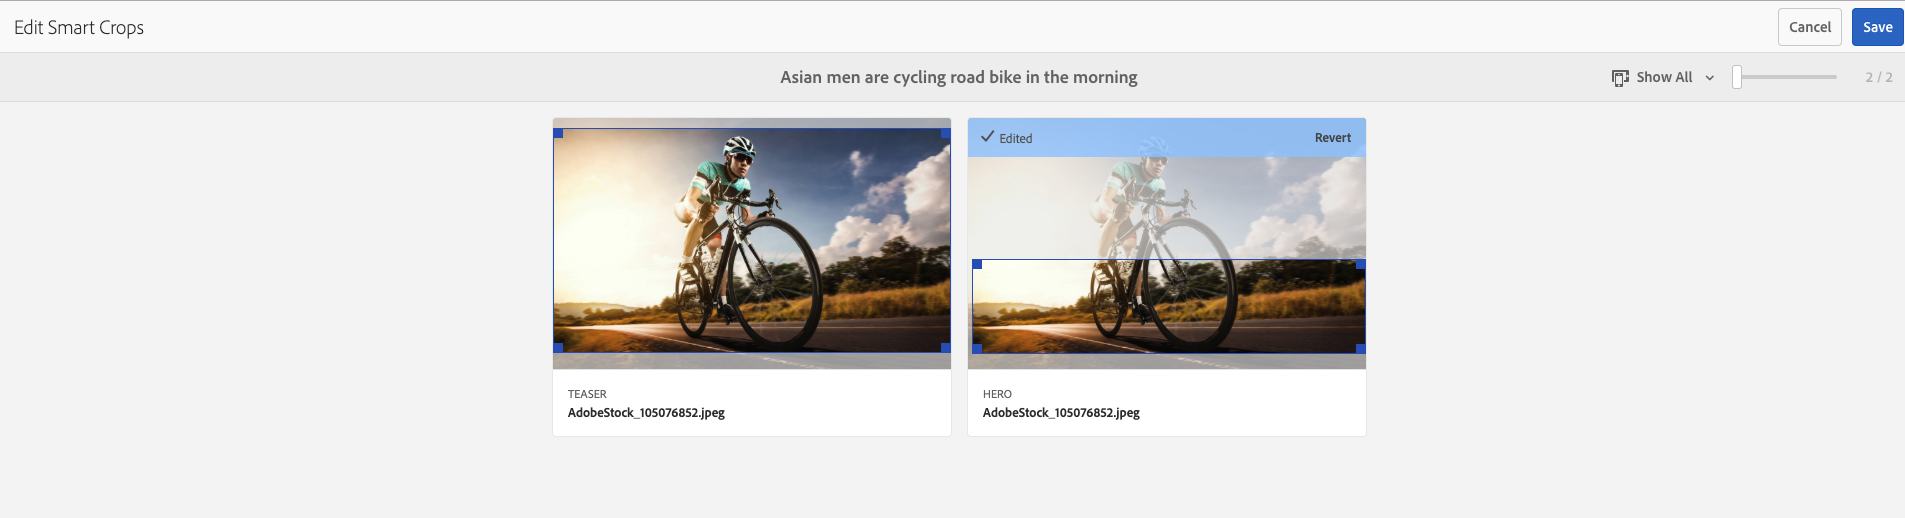 Edit Smart Crops
Cancel
Save
Asian men are cycling road bike in the morning
Show All
2 / 2
Edited
Revert
TEASER
AdobeStock_105076852.jpeg
HERO
AdobeStock_105076852.jpeg